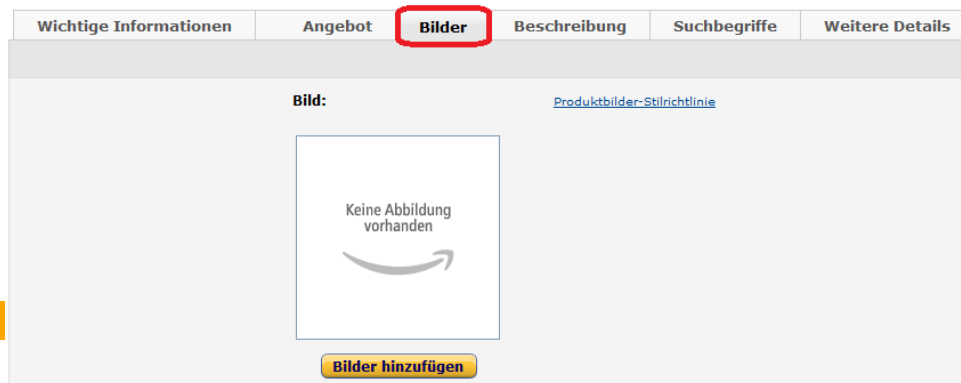 Wichtige Informationen Angebot Bilder Beschreibung Suchbegriffe Weitere Details
Bild: Produktbilder-Stilrichtlinie
Keine Abbildung
vorhanden
Bilder hinzufügen